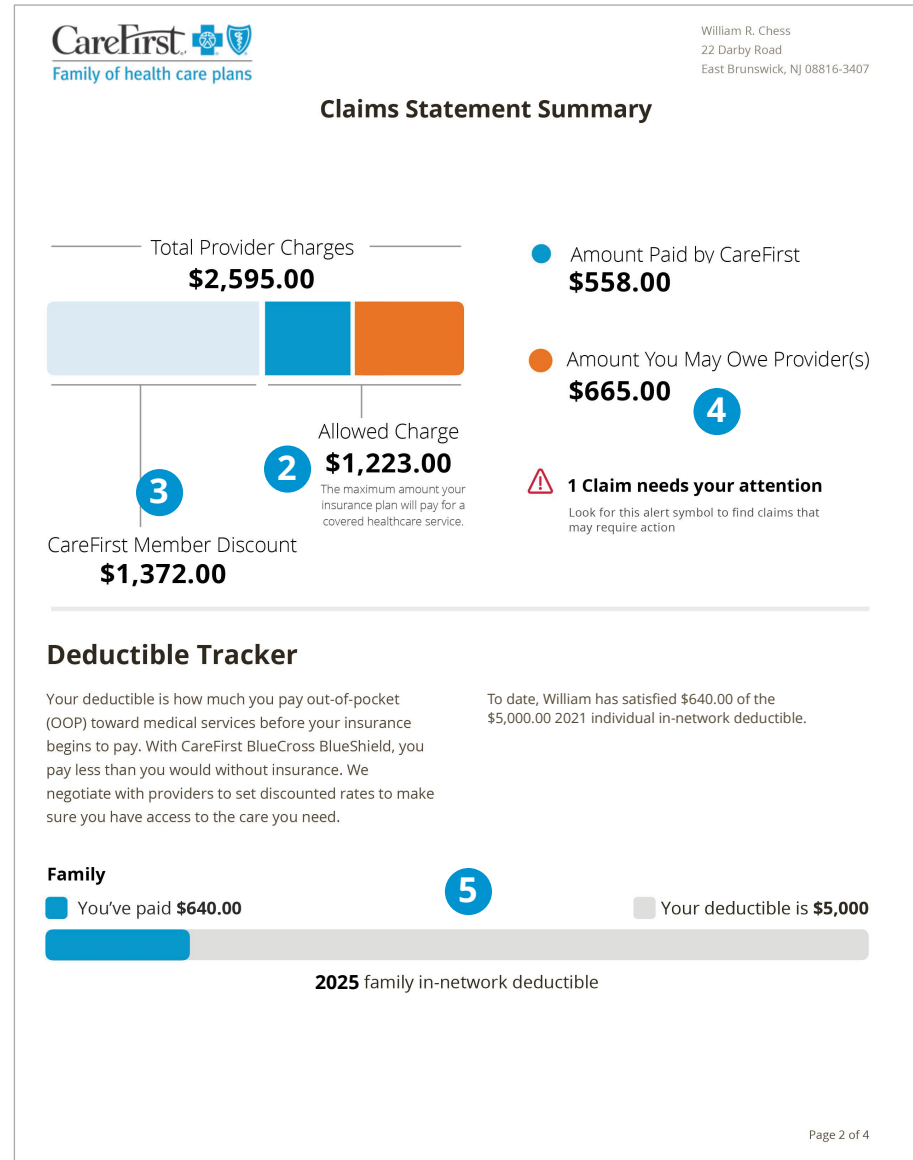 CareFirst
Family of health care plans
William R. Chess
22 Darby Road
East Brunswick, NJ 08816-3407
Claims Statement Summary
Total Provider Charges
$2,595.00
Amount Paid by CareFirst
$558.00
Amount You May Owe Provider(s)
$665.00
4
Allowed Charge
2
$1,223.00
The maximum amount your
insurance plan will pay for a
covered healthcare service.
3
CareFirst Member Discount
$1,372.00
1 Claim needs your attention
Look for this alert symbol to find claims that
may require action
Deductible Tracker
Your deductible is how much you pay out-of-pocket
(OOP) toward medical services before your insurance
begins to pay. With CareFirst BlueCross BlueShield, you
pay less than you would without insurance. We
negotiate with providers to set discounted rates to make
sure you have access to the care you need.
To date, William has satisfied $640.00 of the
$5,000.00 2021 individual in-network deductible.
Family
5
You’ve paid $640.00
Your deductible is $5,000
2025 family in-network deductible
Page 2 of 4